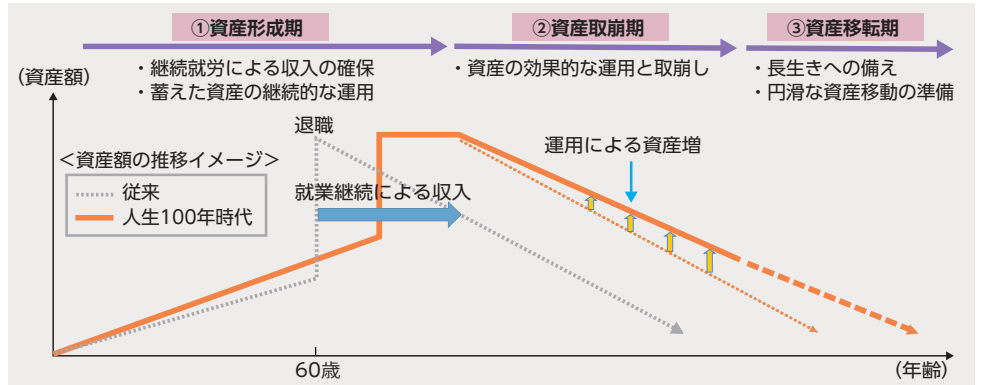 ①資産形成期
②資産取崩期
③資産移転期
(資産額)
・継続就労による収入の確保
・蓄えた資産の継続的な運用
・資産の効果的な運用と取崩し
・長生きへの備え
・円滑な資産移動の準備
退職
運用による資産増
<資産額の推移イメージ>
従来
人生100年時代
就業継続による収入
60歳
(年齢)